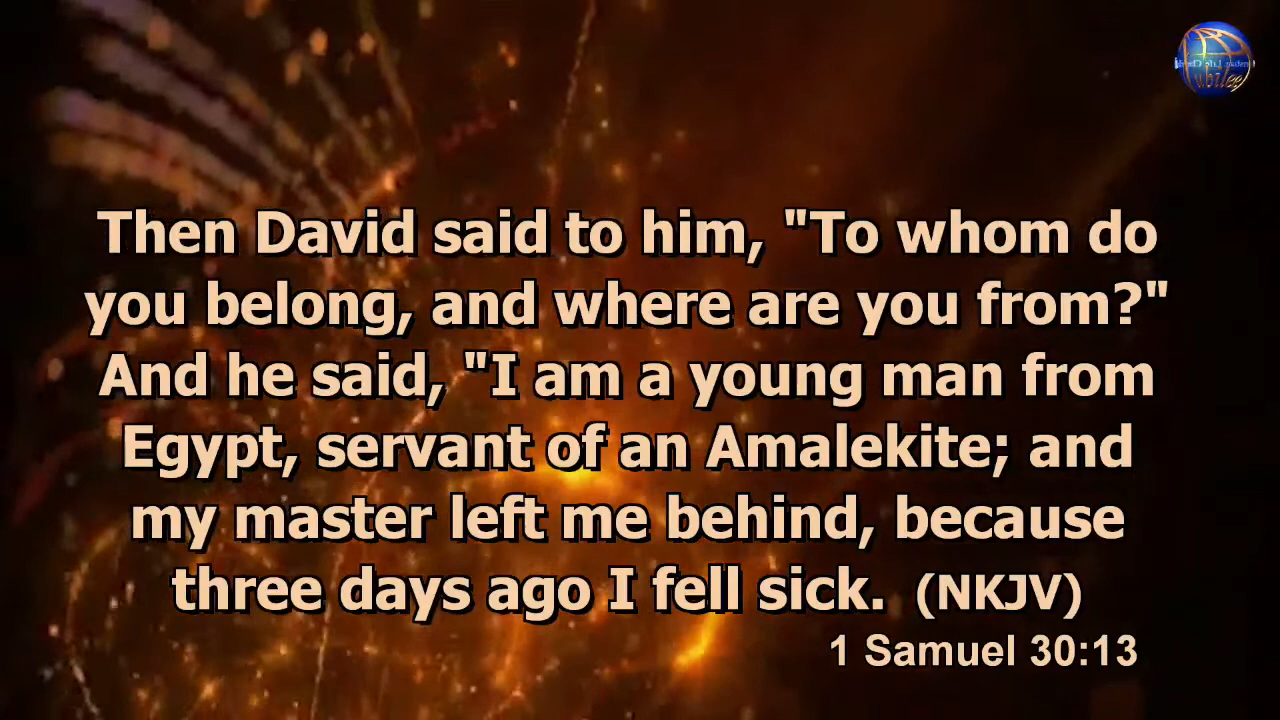 Jubilee
Then David said to him, "To whom do
you belong, and where are you from?"
And he said, "I am a young man from
Egypt, servant of an Amalekite; and
my master left me behind, because
three days ago I fell sick. (NKJV)
1 Samuel 30:13